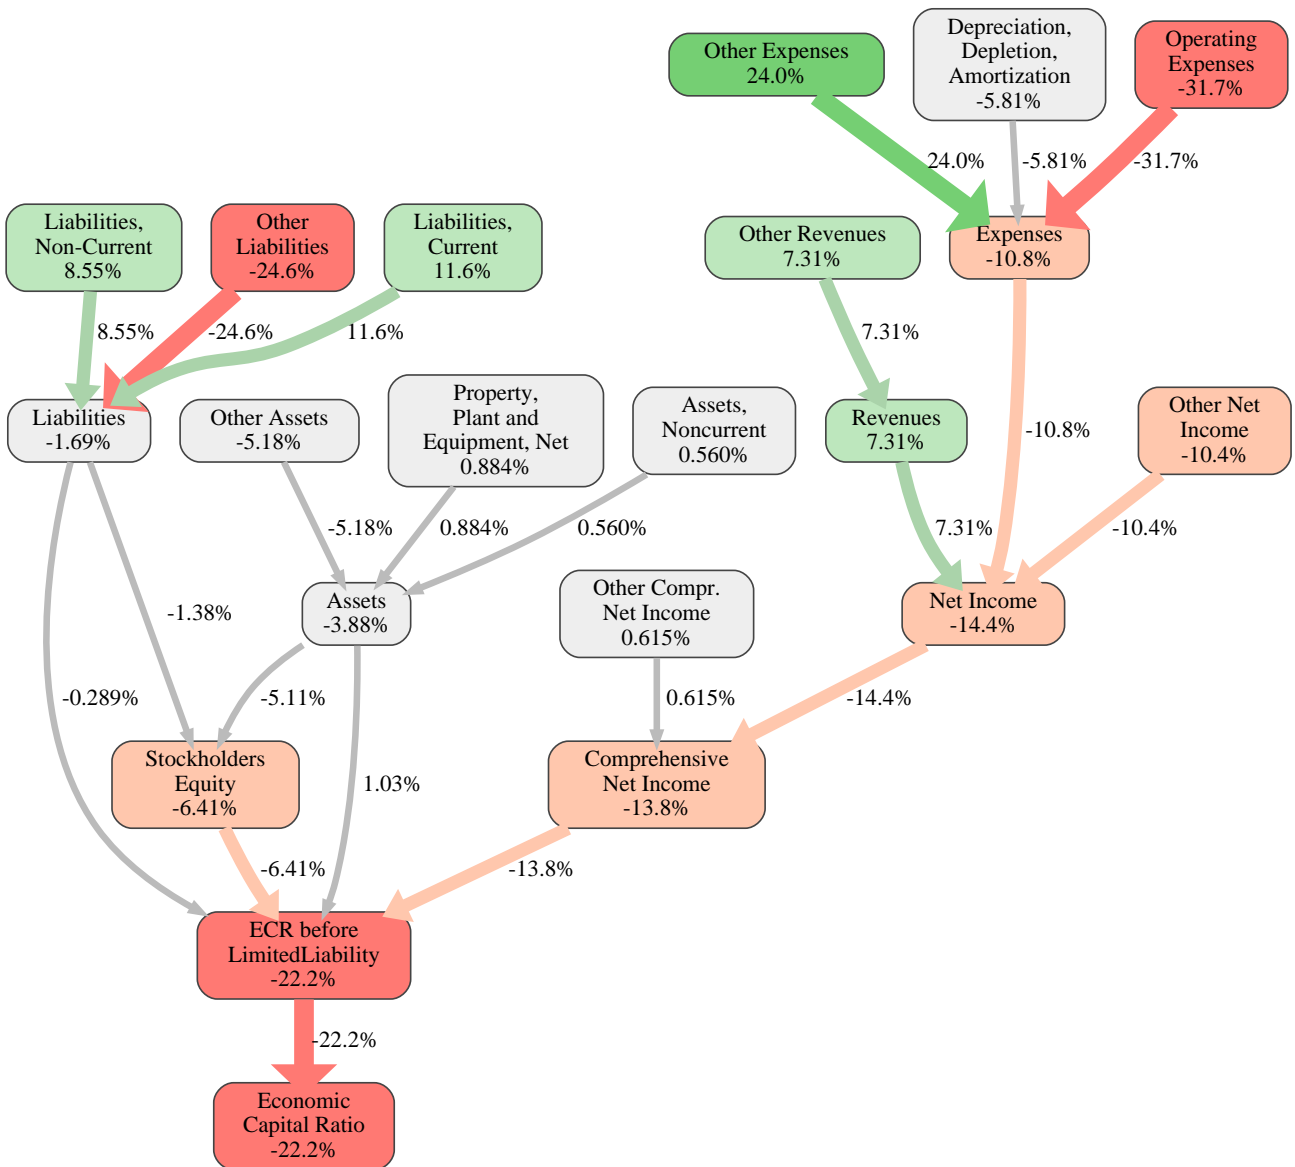 Other Expenses
24.0%
Depreciation,
Depletion,
Amortization
-5.81%
Operating
Expenses
-31.7%
24.0%
-5.81%
-31.7%
Liabilities,
Non-Current
8.55%
Other
Liabilities
-24.6%
Liabilities,
Current
11.6%
Other Revenues
7.31%
Expenses
-10.8%
8.55%
-24.6%
11.6%
7.31%
Liabilities
-1.69%
Other Assets
-5.18%
Property,
Plant and
Equipment, Net
0.884%
Assets,
Noncurrent
0.560%
Revenues
7.31%
-10.8%
Other Net
Income
-10.4%
-5.18%
0.884%
0.560%
7.31%
-10.4%
Assets
-3.88%
Other Compr.
Net Income
0.615%
Net Income
-14.4%
-1.38%
-0.289%
-5.11%
0.615%
-14.4%
Stockholders
Equity
-6.41%
1.03%
Comprehensive
Net Income
-13.8%
-6.41%
-13.8%
ECR before
LimitedLiability
-22.2%
-22.2%
Economic
Capital Ratio
-22.2%